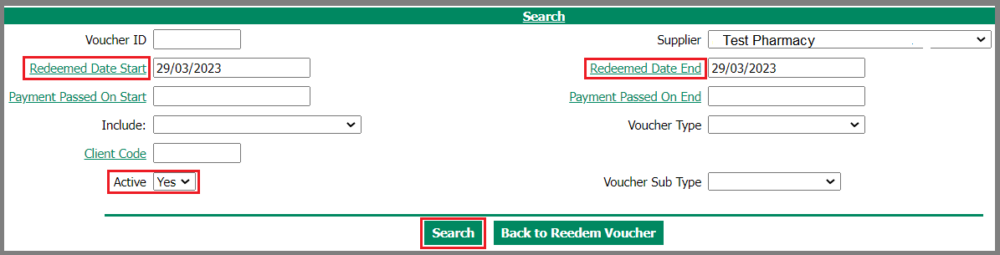 Search
Voucher ID Supplier Test Pharmacy
Redeemed Date Start 29/03/2023 Redeemed Date End 29/03/2023
Payment Passed On Start Payment Passed On End
Include: Voucher Type
Client Code
Active Yes Voucher Sub Type
Search Back to Reedem Voucher